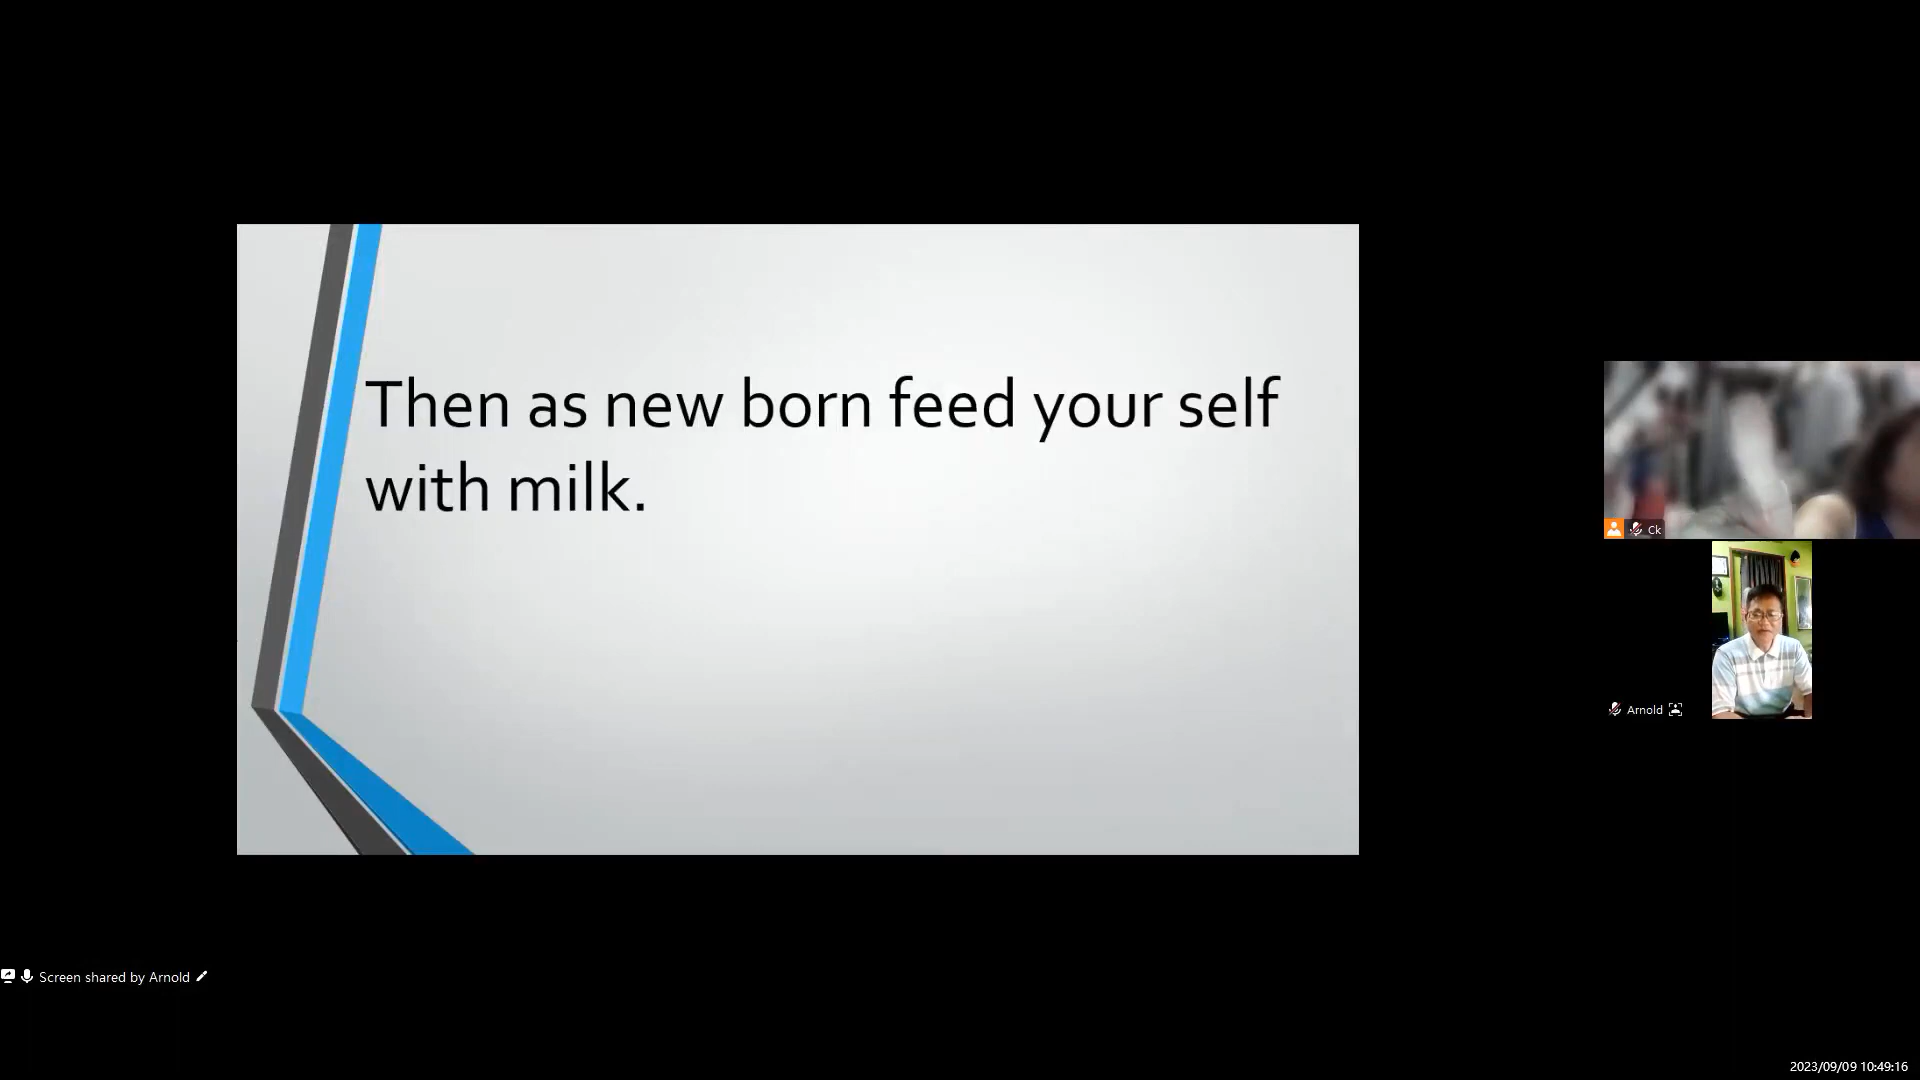 Then as new born feed your self
with milk.
Ck
Arnold
Screen shared by Arnold
2023/09/09 10:49:16